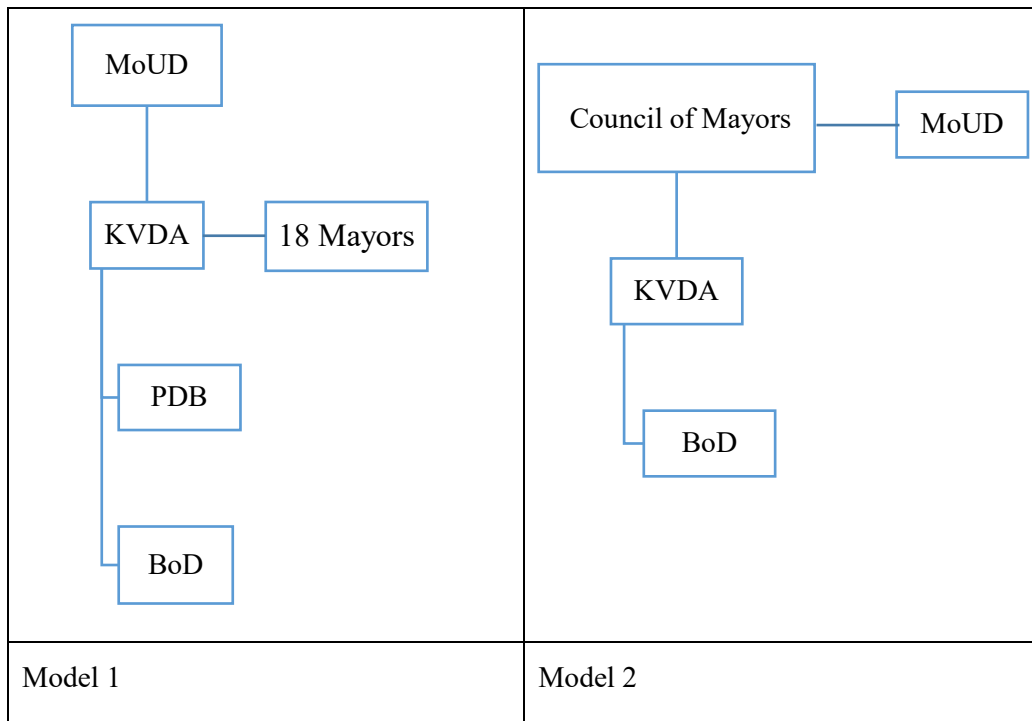 MoUD
KVDA
18 Mayors
PDB
BoD
Model 1
Council of Mayors
MoUD
KVDA
BoD
Model 2